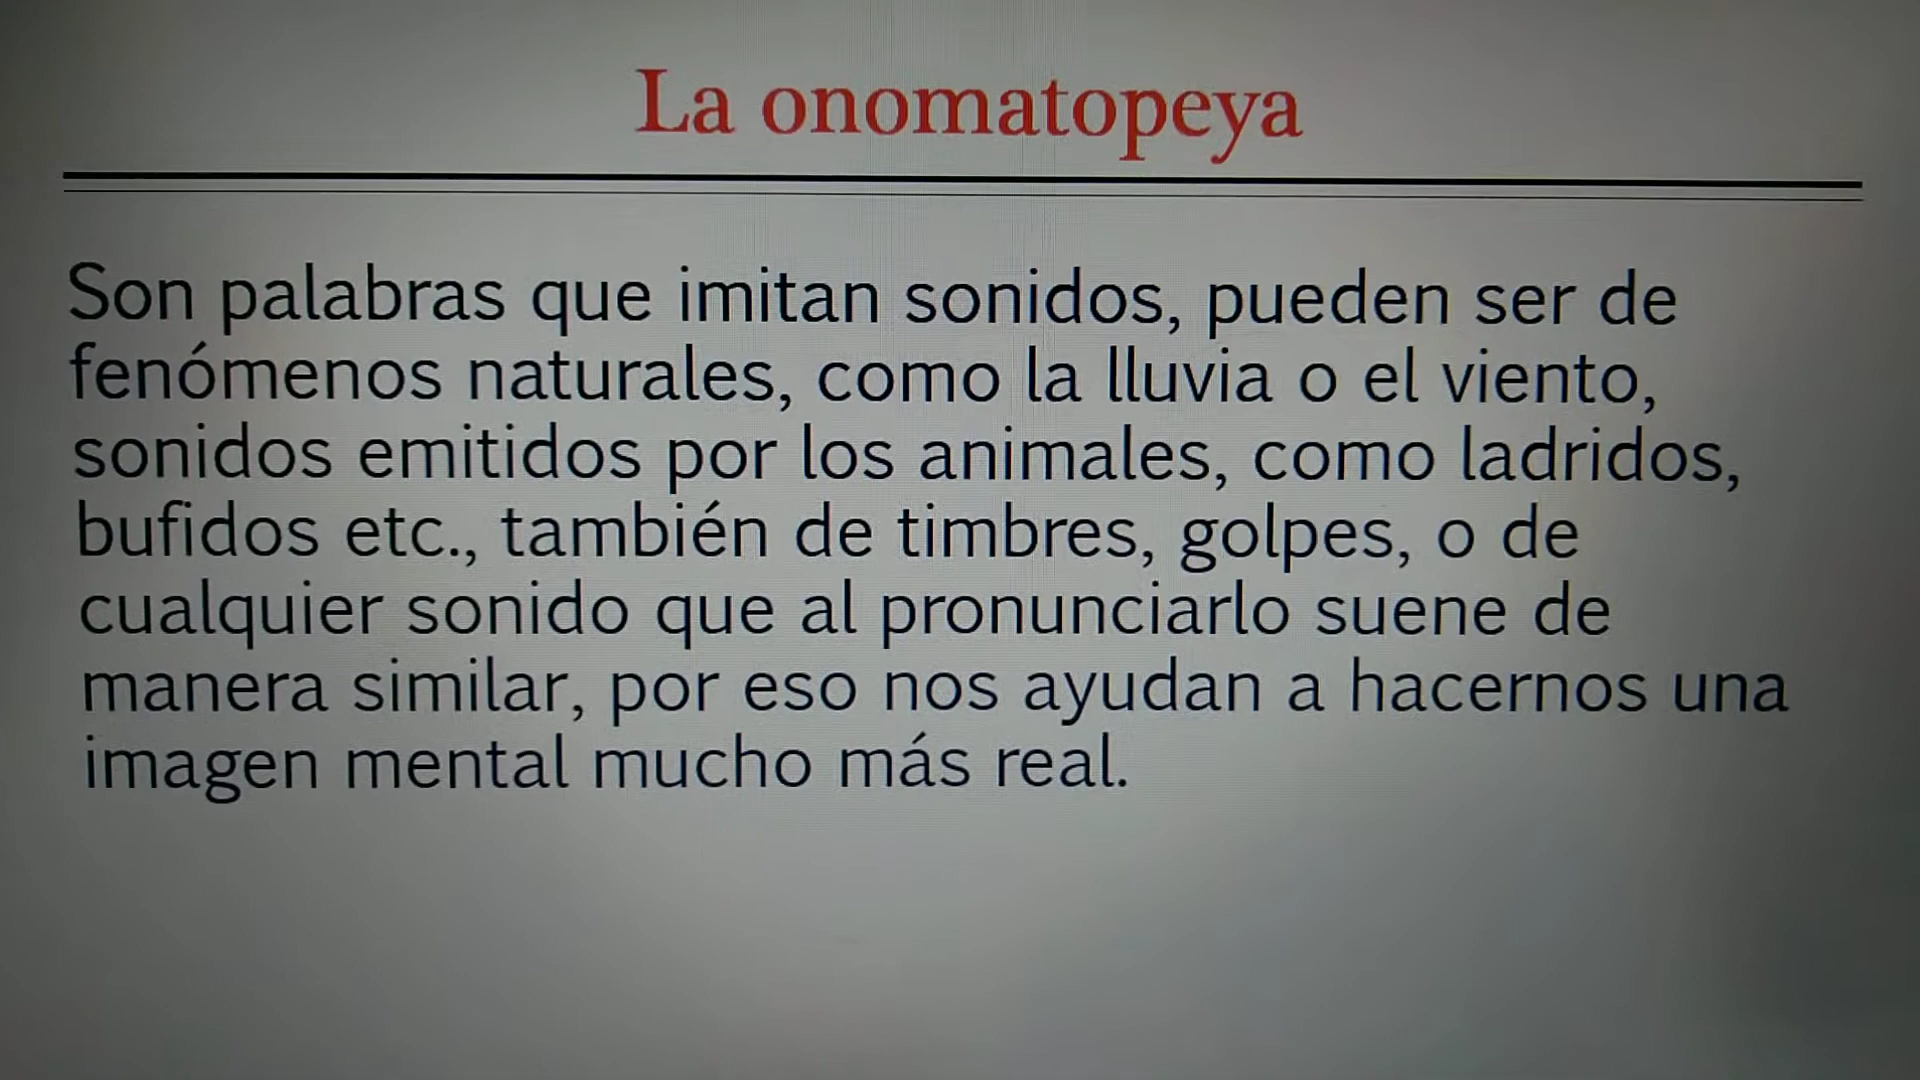 La onomatopeya
Son palabras que imitan sonidos, pueden ser de
fenómenos naturales, como la lluvia o el viento,
sonidos emitidos por los animales, como ladridos,
bufidos etc., también de timbres, golpes, o de
cualquier sonido que al pronunciarlo suene de
manera similar, por eso nos ayudan a hacernos una
imagen mental mucho más real.